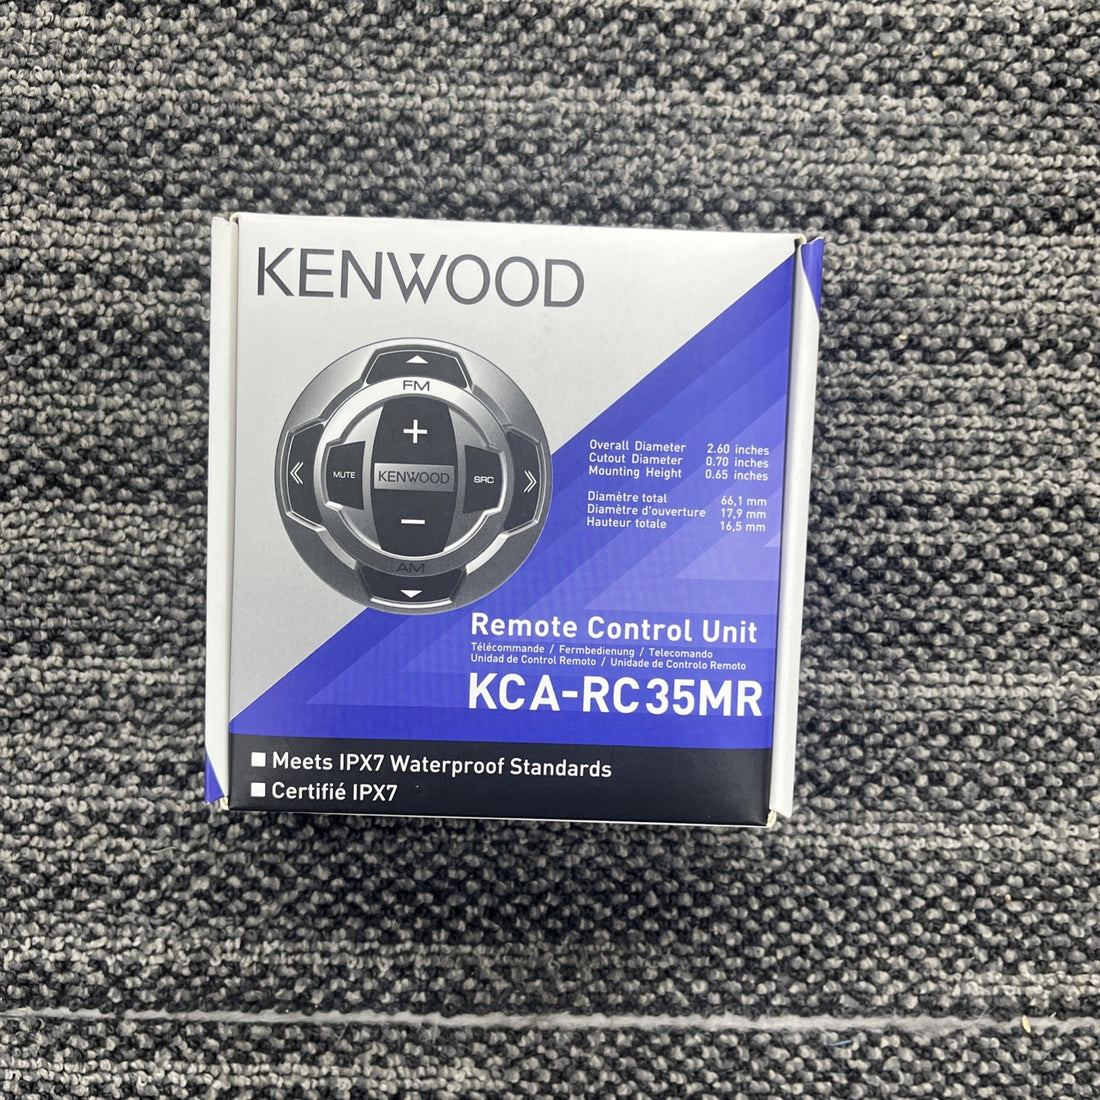 KENWOOD
FM
+
MUTE
KENWOOD
SRC
−
AM
Overall Diameter 2.60 inches
Cutout Diameter 0.70 inches
Mounting Height 0.65 inches
Diamètre total 66,1 mm
Diamètre d'ouverture 17,9 mm
Hauteur totale 16,5 mm
Remote Control Unit
Télécommande / Fernbedienung / Telecomando
Unidad de Control Remoto / Unidade de Controlo Remoto
KCA-RC35MR
Meets IPX7 Waterproof Standards
Certifié IPX7